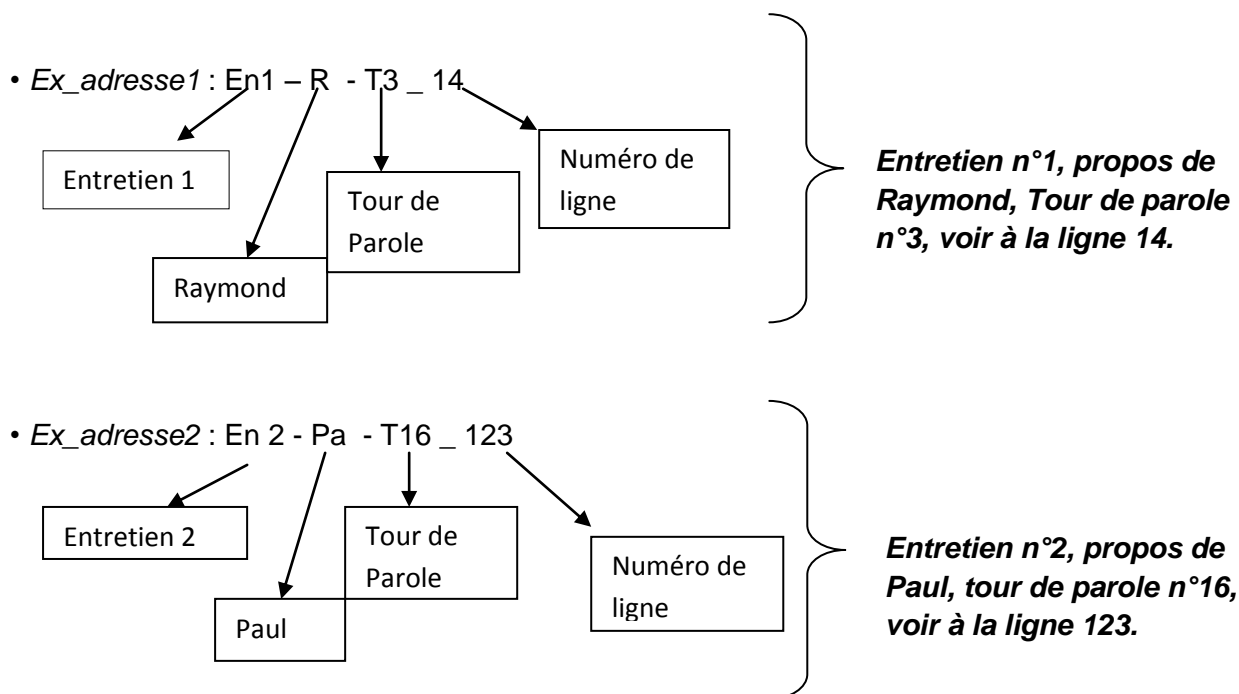 • Ex_adresse1 : En1 – R - T3 _ 14
Entretien 1
Raymond
Tour de
Parole
Numéro de
ligne
Entretien n°1, propos de
Raymond, Tour de parole
n°3, voir à la ligne 14.
• Ex_adresse2 : En 2 - Pa - T16 _ 123
Entretien 2
Paul
Tour de
Parole
Numéro de
ligne
Entretien n°2, propos de
Paul, tour de parole n°16,
voir à la ligne 123.